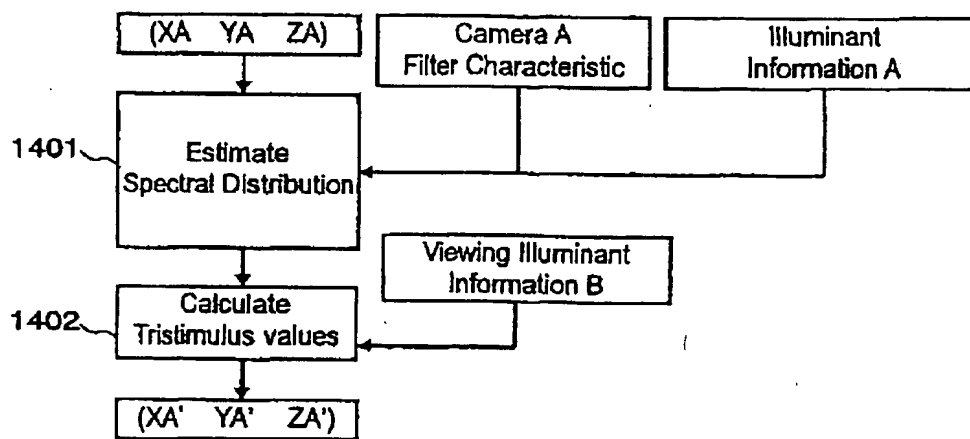 (XA YA ZA)
Camera A
Filter Characteristic
Illuminant
Information A
1401
Estimate
Spectral Distribution
Viewing Illuminant
Information B
1402
Calculate
Tristimulus values
(XA' YA' ZA')